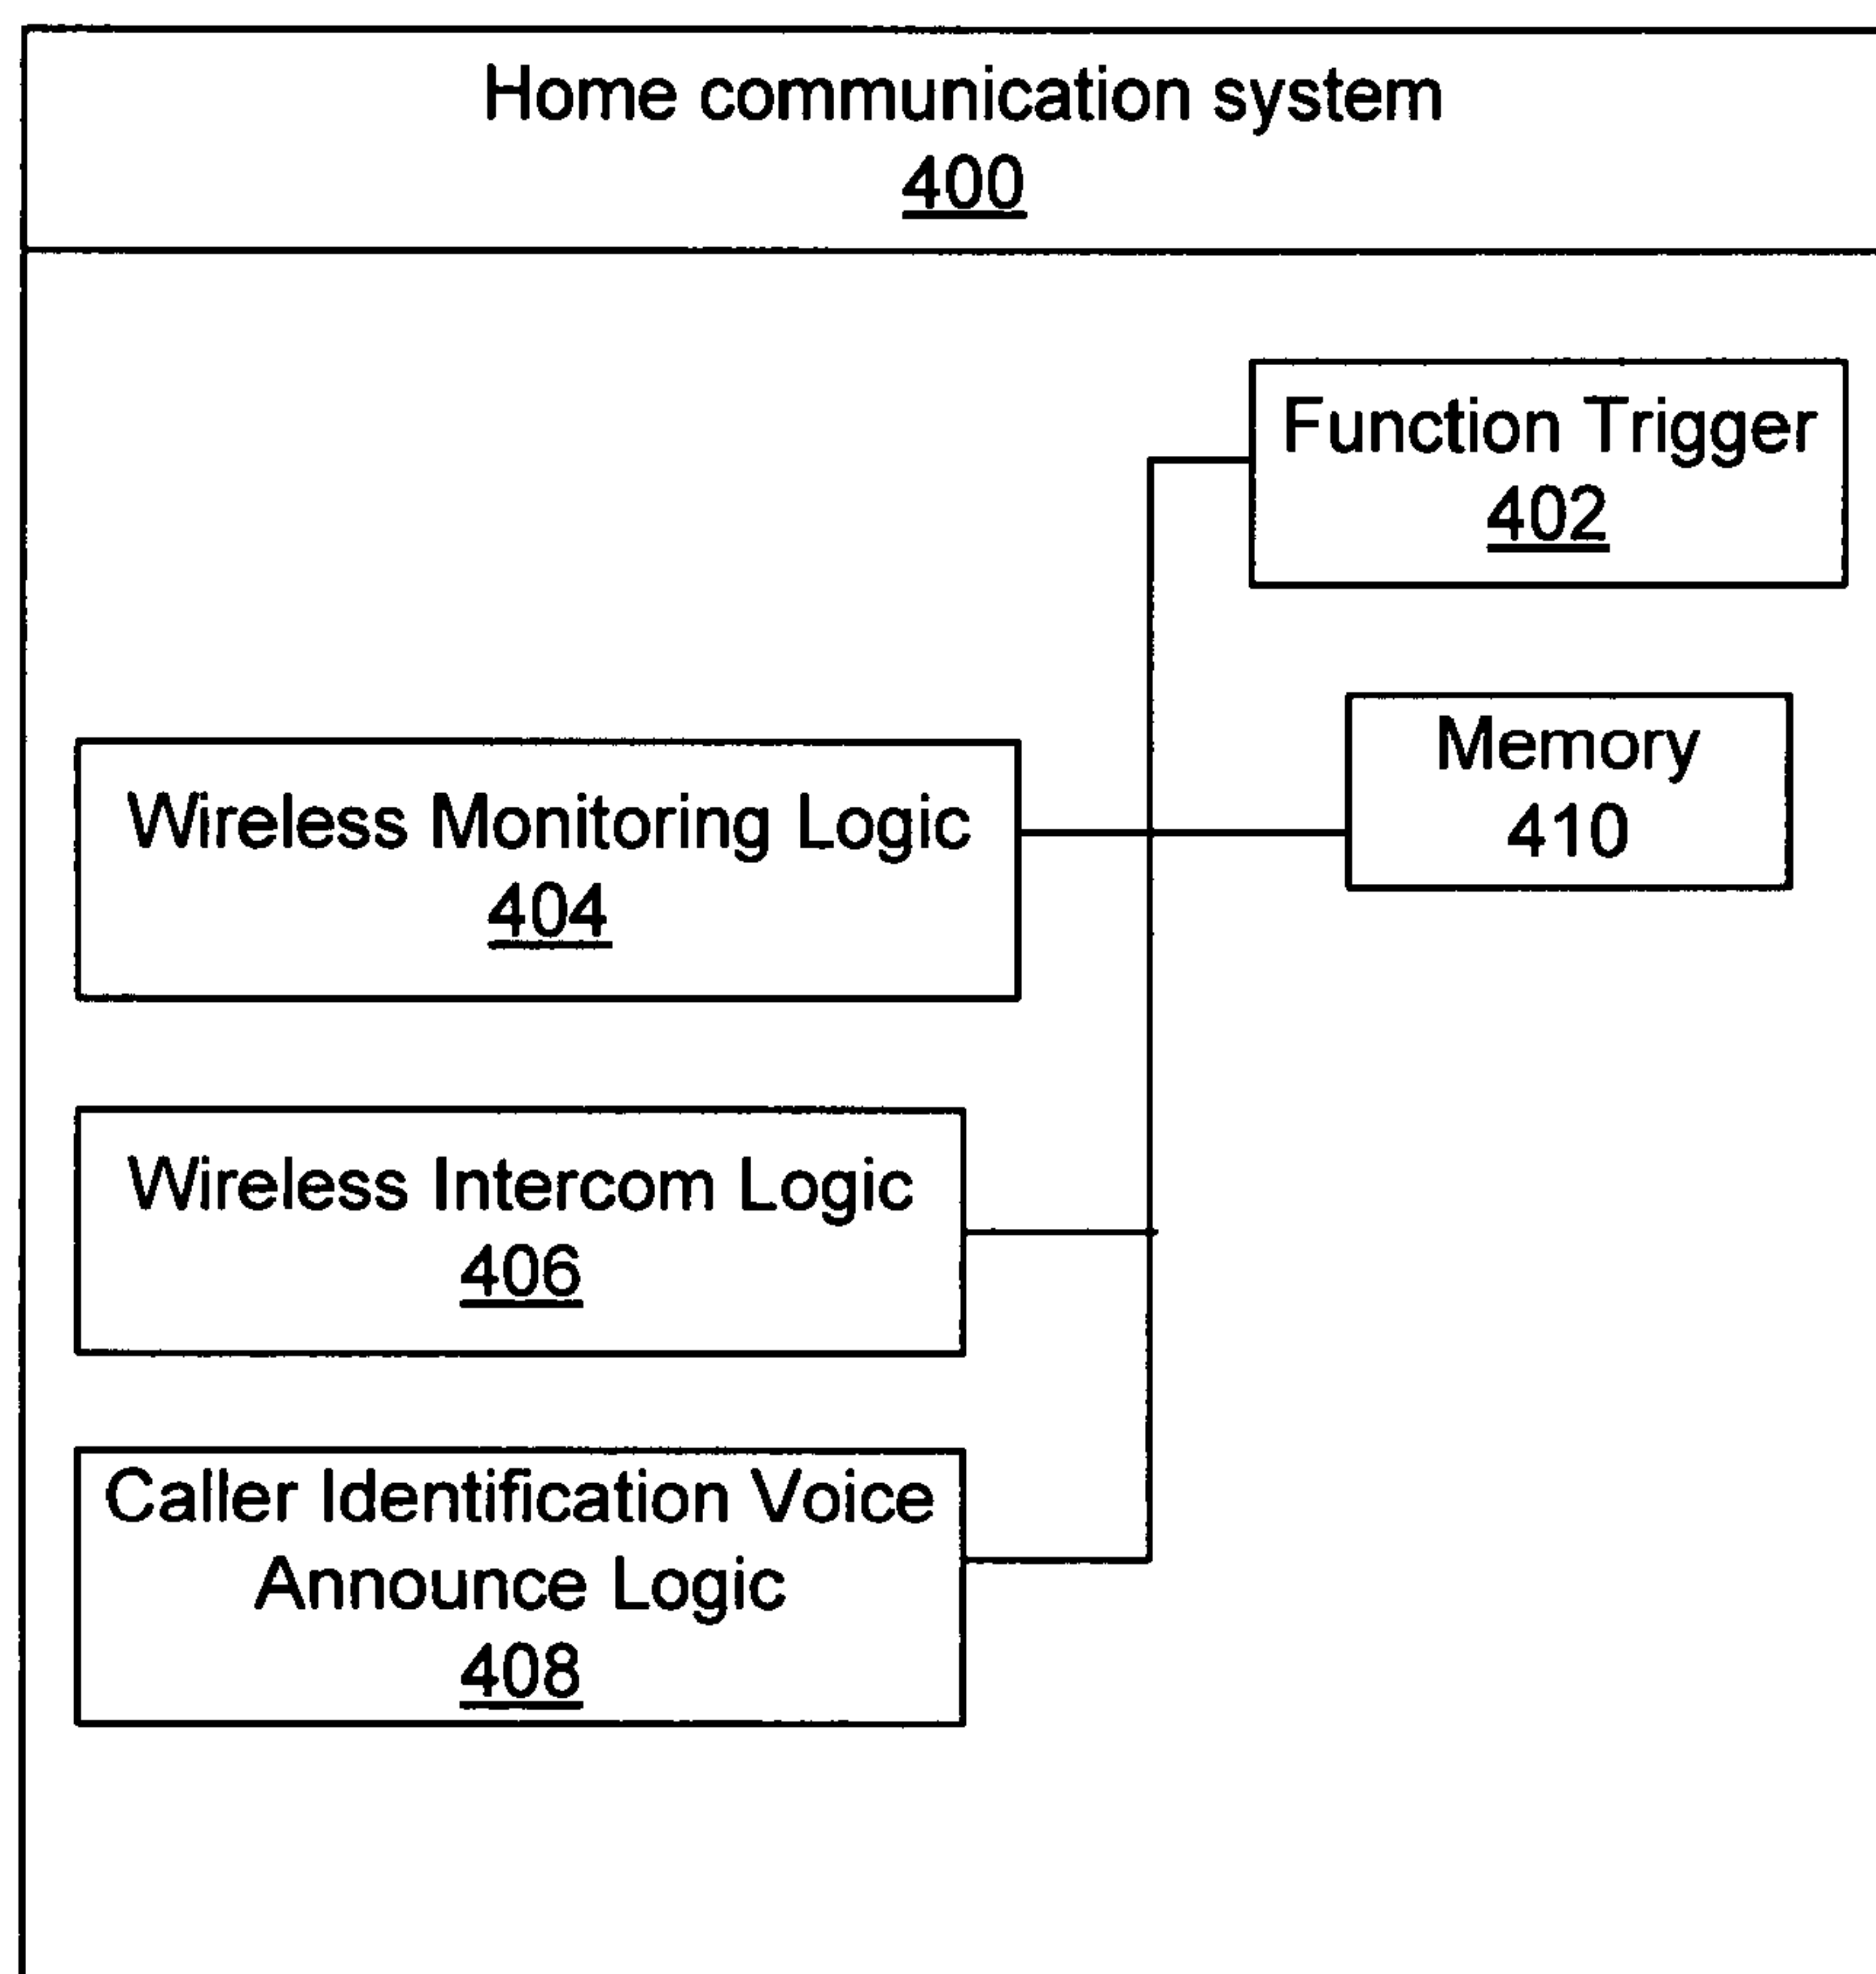 Home communication system
400
Function Trigger
402
Memory
410
Wireless Monitoring Logic
404
Wireless Intercom Logic
406
Caller Identification Voice
Announce Logic
408